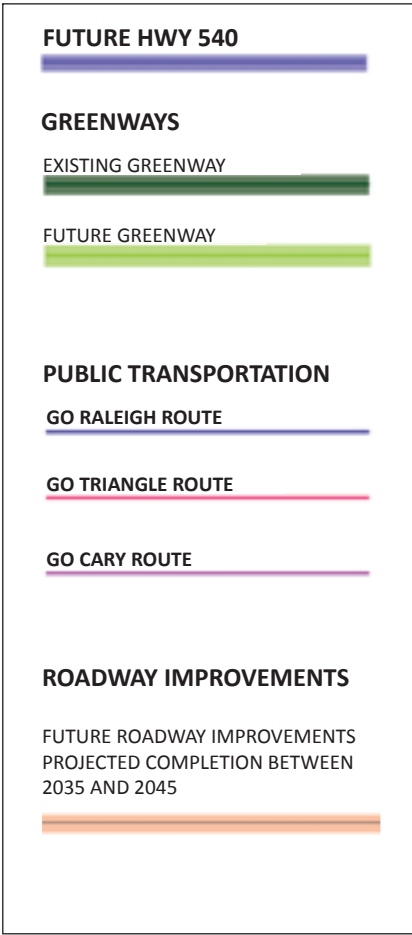 FUTURE HWY 540
GREENWAYS
EXISTING GREENWAY
FUTURE GREENWAY
PUBLIC TRANSPORTATION
GO RALEIGH ROUTE
GO TRIANGLE ROUTE
GO CARY ROUTE
ROADWAY IMPROVEMENTS
FUTURE ROADWAY IMPROVEMENTS
PROJECTED COMPLETION BETWEEN
2035 AND 2045